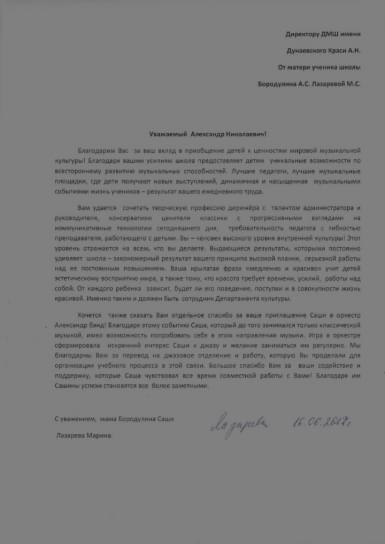 Директору ДМШ имени
Дунаевского Краси А.Н.
От матери ученика школы
Бородулина А.С. Лазаревой М.С.
Уважаемый Александр Николаевич!
Благодарим Вас за ваш вклад в приобщение детей к ценностям мировой музыкальной
культуры! Благодаря вашим усилиям школа предоставляет детям уникальные возможности по
всестороннему развитию музыкальных способностей. Лучшие педагоги, лучшие музыкальные
площадки, где дети получают новых выступлений, динамичная и насыщенная музыкальными
событиями жизнь учеников – результат вашего ежедневного труда.
Вам удается сочетать творческую профессию дирижёра с талантом администратора и
руководителя, консерватизм ценителя классики с прогрессивными взглядами на
коммуникативные технологии сегодняшнего дня, требовательность педагога с гибкостью
преподавателя, работающего с детьми. Вы – человек высокого уровня внутренней культуры! Этот
уровень отражается на всем, что вы делаете. Выдающиеся результаты, которыми постоянно
удивляет школа – закономерный результат вашего принципа высокой планки, серьезной работы
над ее постоянным повышением. Ваша крылатая фраза «медленно и красиво» учит детей
эстетическому восприятию мира, а также тому, что красота требует времени, усилий, работы над
собой. От каждого ребенка зависит, будет ли его поведение, поступки и в совокупности жизнь
красивой. Именно таким и должен быть сотрудник Департамента культуры.
Хочется также сказать Вам отдельное спасибо за ваше приглашение Саши в оркестр
Александр бэнд! Благодаря этому событию Саша, который до того занимался только классической
музыкой, имел возможность попробовать себя в этом направлении музыки. Игра в оркестре
сформировала искренний интерес Саши к джазу и желание заниматься им регулярно. Мы
благодарны Вам за перевод на джазовое отделение и работу, которую Вы проделали для
организации учебного процесса в этой связи. Большое спасибо Вам за ваши содействие и
поддержку, которые Саша чувствовал все время совместной работы с Вами! Благодаря им
Сашины успехи становятся все более заметными.
С уважением, мама Бородулина Саши
Лазарева 16.06.
Лазарева Марина.